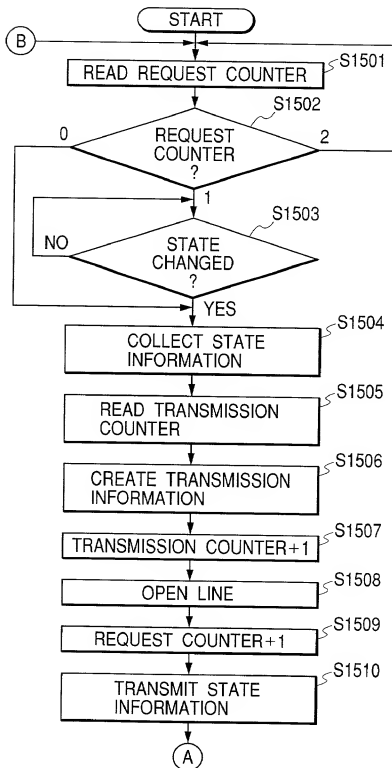 START
B
READ REQUEST COUNTER
S1501
S1502
0
REQUEST
COUNTER
?
2
1
S1503
NO
STATE
CHANGED
?
YES
S1504
COLLECT STATE
INFORMATION
S1505
READ TRANSMISSION
COUNTER
S1506
CREATE TRANSMISSION
INFORMATION
S1507
TRANSMISSION COUNTER+1
S1508
OPEN LINE
S1509
REQUEST COUNTER+1
S1510
TRANSMIT STATE
INFORMATION
A